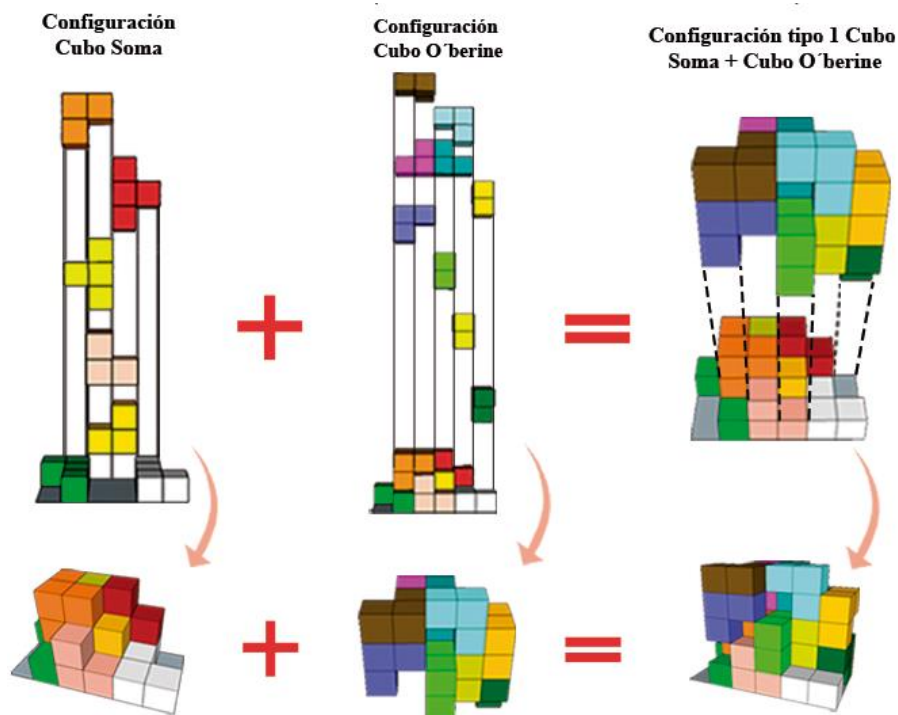 Configuración
Cubo Soma
Configuración
Cubo O´berine
Configuración tipo 1 Cubo
Soma + Cubo O´berine
+
=
+
=